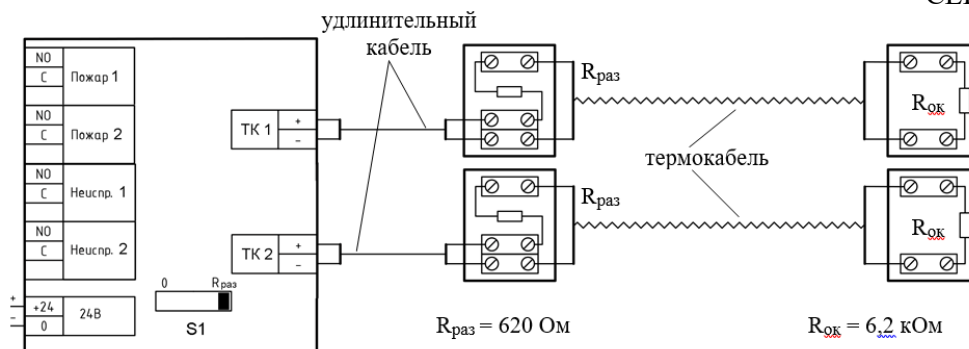 СЕ
удлинительный
кабель
NO
C
Пожар 1
NO
C
Пожар 2
NO
C
Неиспр. 1
NO
C
Неиспр. 2
+24
0
24В
+
−
ТК 1
+
−
ТК 2
+
−
0
Rраз
S1
Rраз
Rраз
термокабель
Rок
Rок
Rраз = 620 Ом
Rок = 6,2 кОм